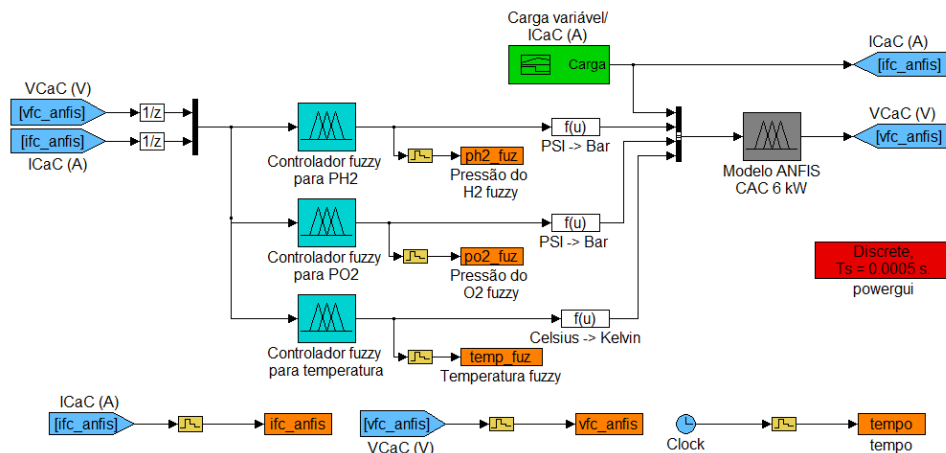 Carga variável/
ICaC (A)
Carga
ICaC (A)
[ifc_anfis]
VCaC (V)
[vfc_anfis]
1/z
[ifc_anfis]
1/z
ICaC (A)
Controlador fuzzy
para PH2
f(u)
PSI -> Bar
ph2_fuz
Pressão do
H2 fuzzy
VCaC (V)
[vfc_anfis]
Modelo ANFIS
CAC 6 kW
Controlador fuzzy
para PO2
f(u)
PSI -> Bar
po2_fuz
Pressão do
O2 fuzzy
Discrete,
Ts = 0.0005 s.
powergui
Controlador fuzzy
para temperatura
f(u)
Celsius -> Kelvin
temp_fuz
Temperatura fuzzy
ICaC (A)
[ifc_anfis]
ifc_anfis
[vfc_anfis]
VCaC (V)
vfc_anfis
Clock
tempo
tempo